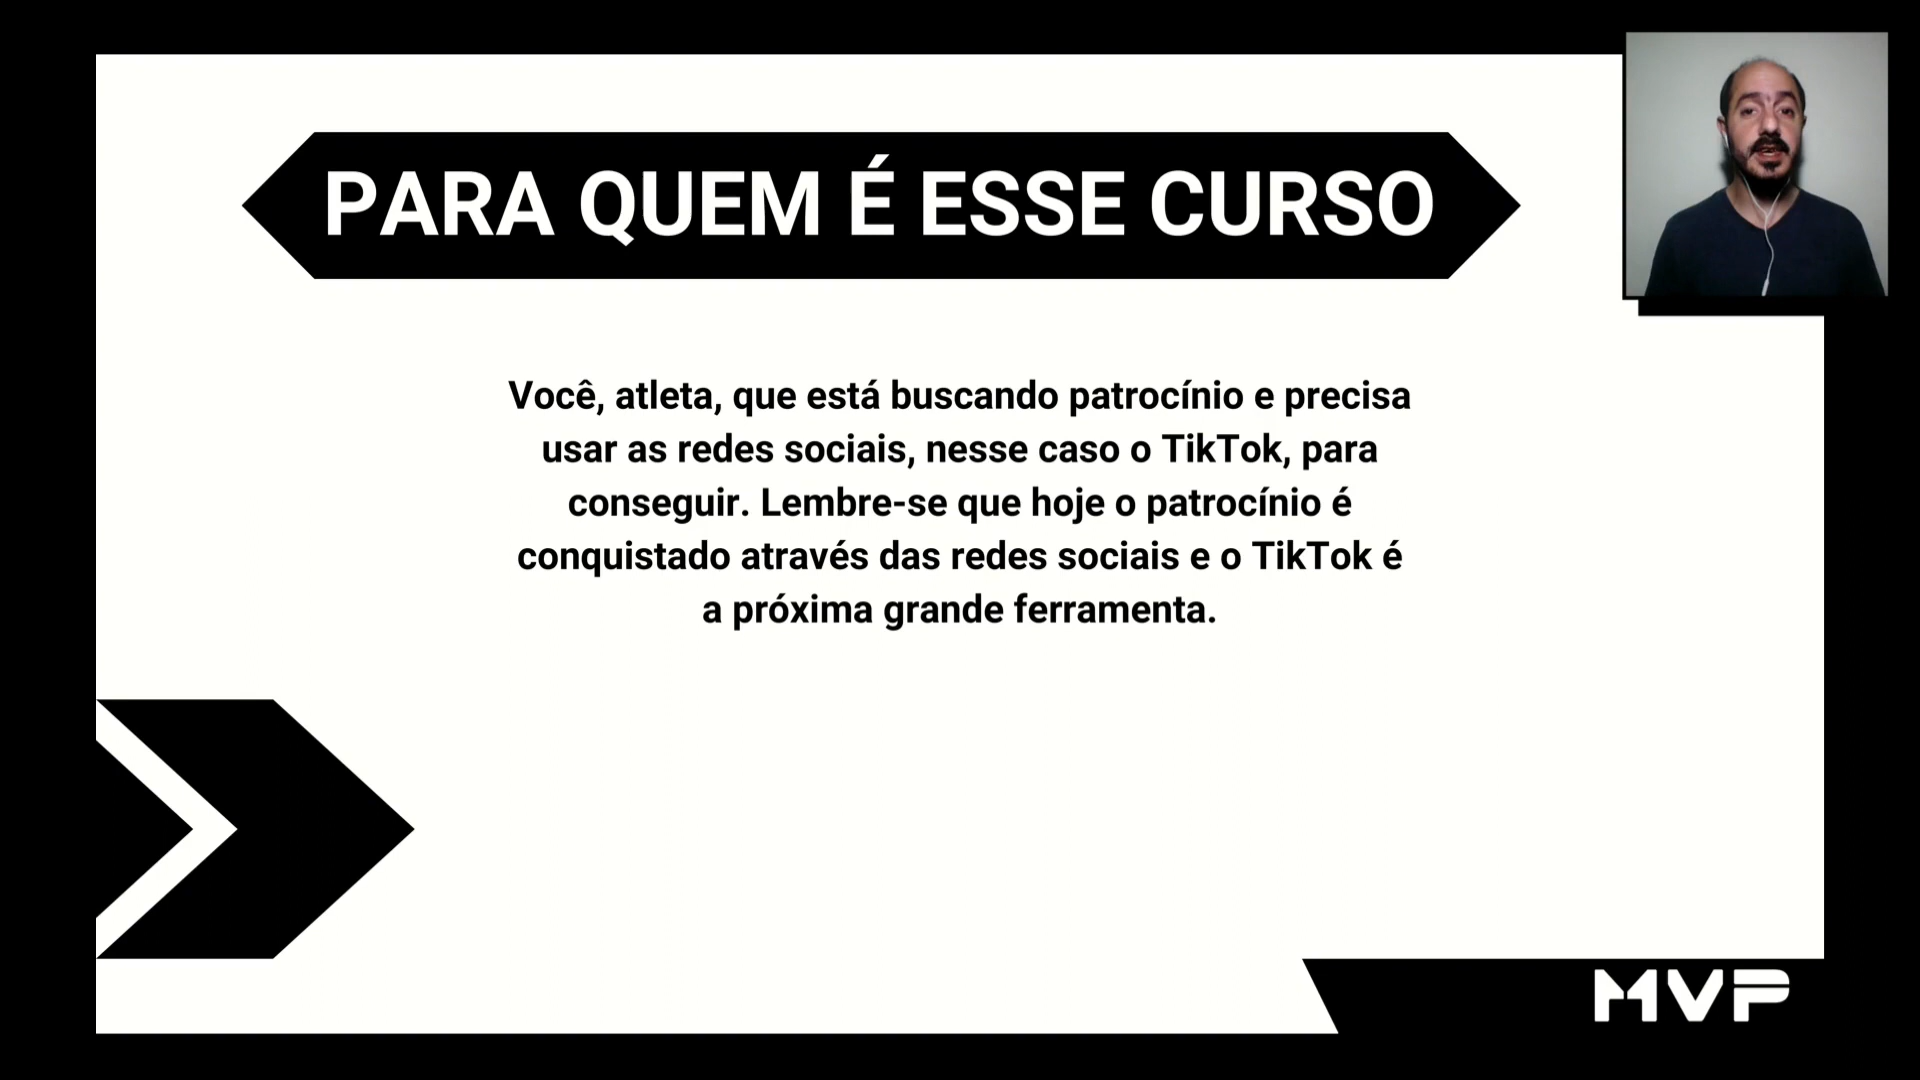 PARA QUEM É ESSE CURSO
Você, atleta, que está buscando patrocínio e precisa
usar as redes sociais, nesse caso o TikTok, para
conseguir. Lembre-se que hoje o patrocínio é
conquistado através das redes sociais e o TikTok é
a próxima grande ferramenta.
MVP